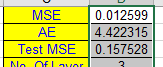 MSE 0.012599
AE 4.422315
Test MSE 0.157528
No. Of Layer 3